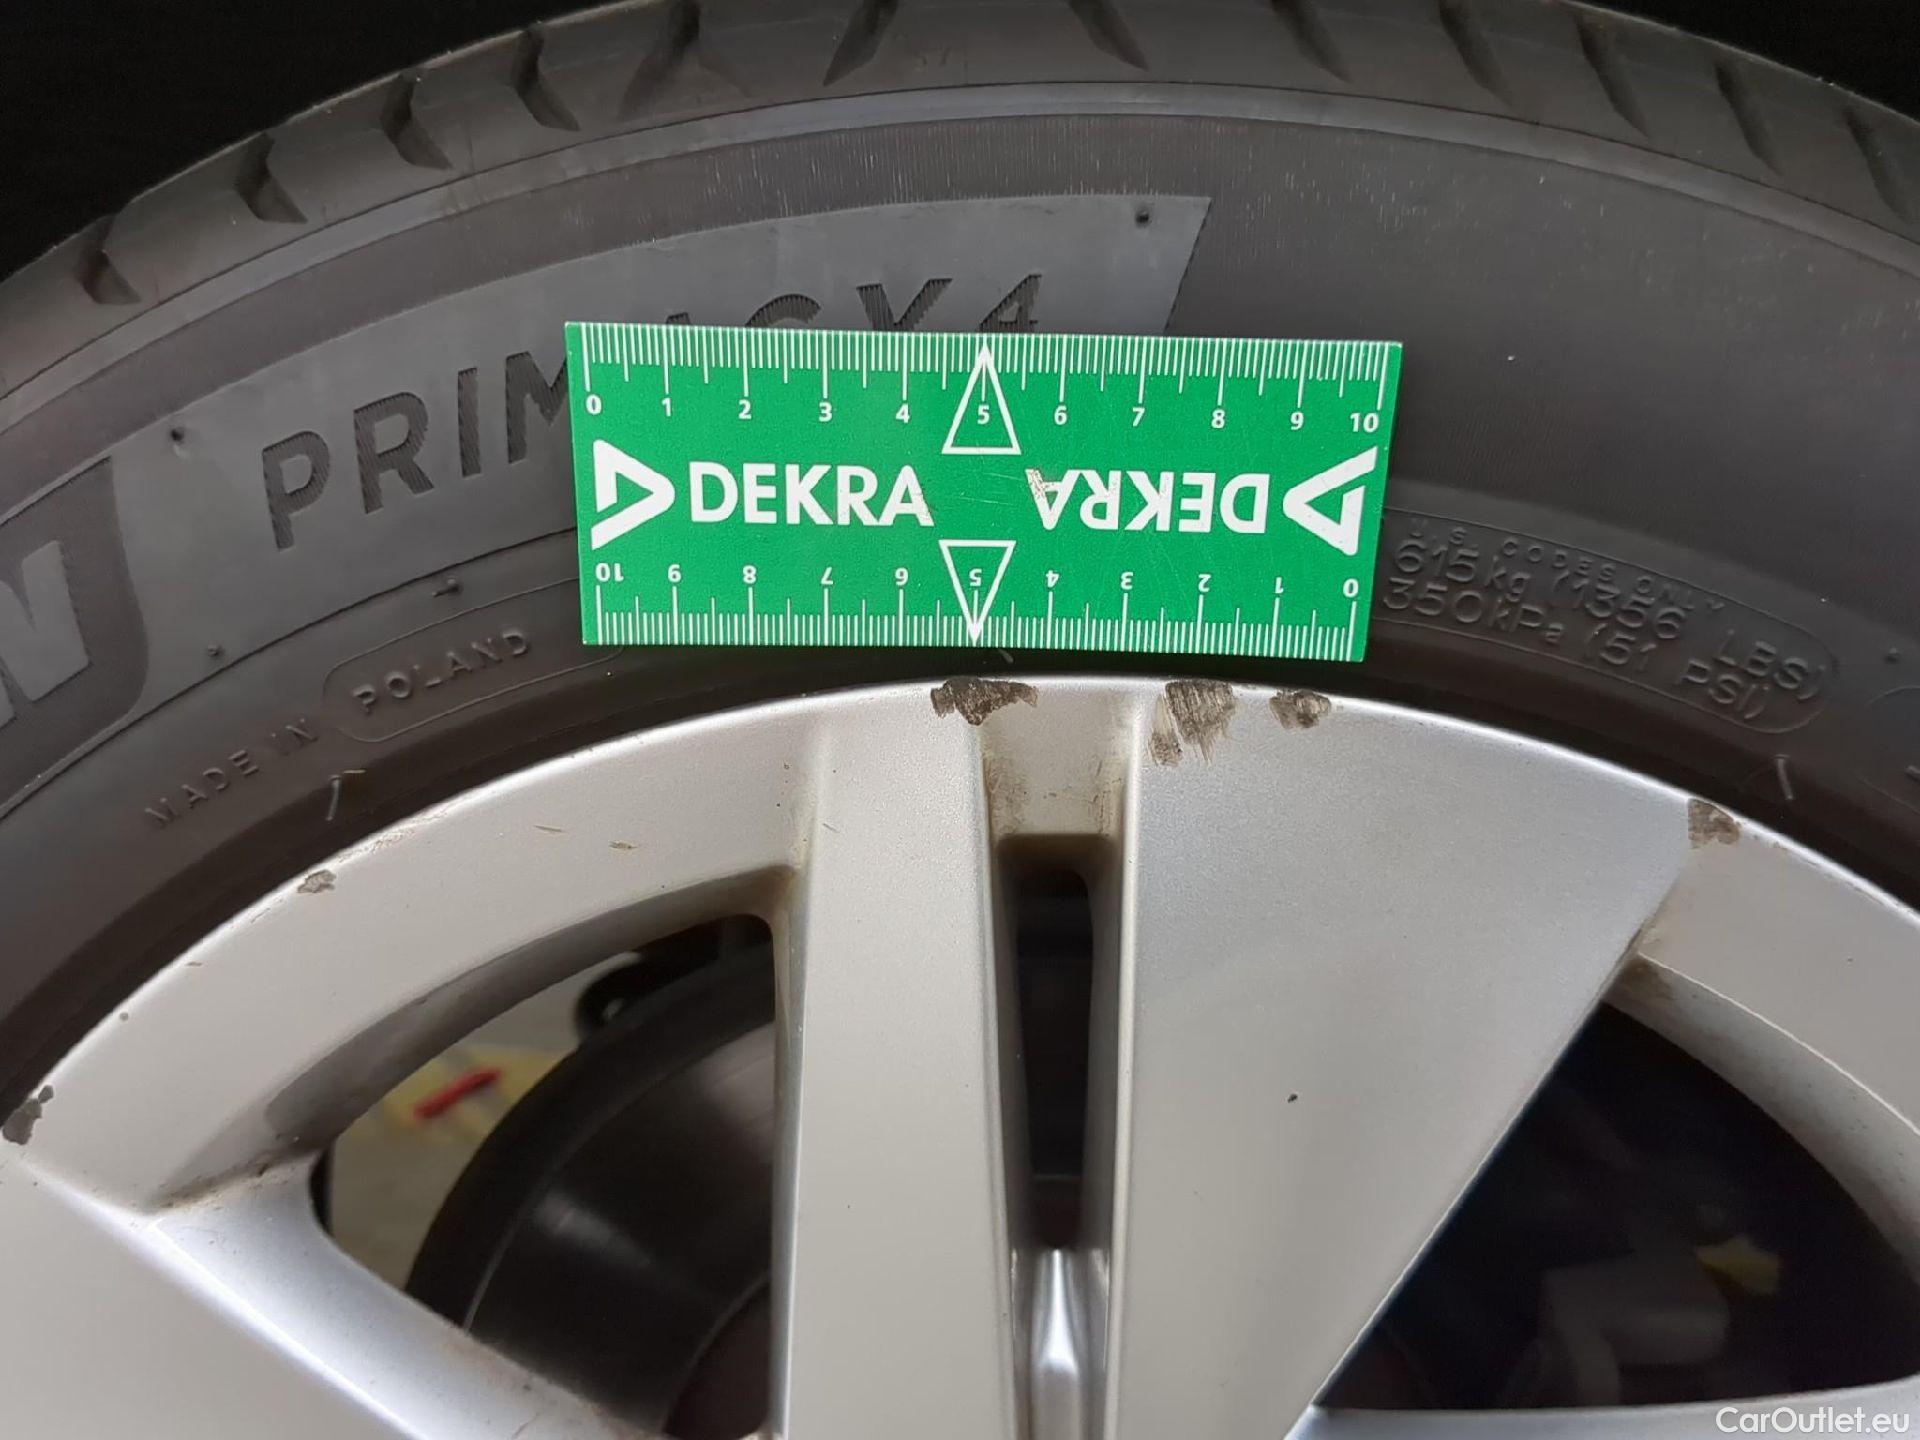 PRIMACY 4
0 1 2 3 4 5 6 7 8 9 10
DEKRA DEKRA
10 9 8 7 6 5 4 3 2 1 0
MADE IN POLAND
U.S. CODES ONLY
615kg (1356 LBS)
350kPa (51 PSI)
CarOutlet.eu